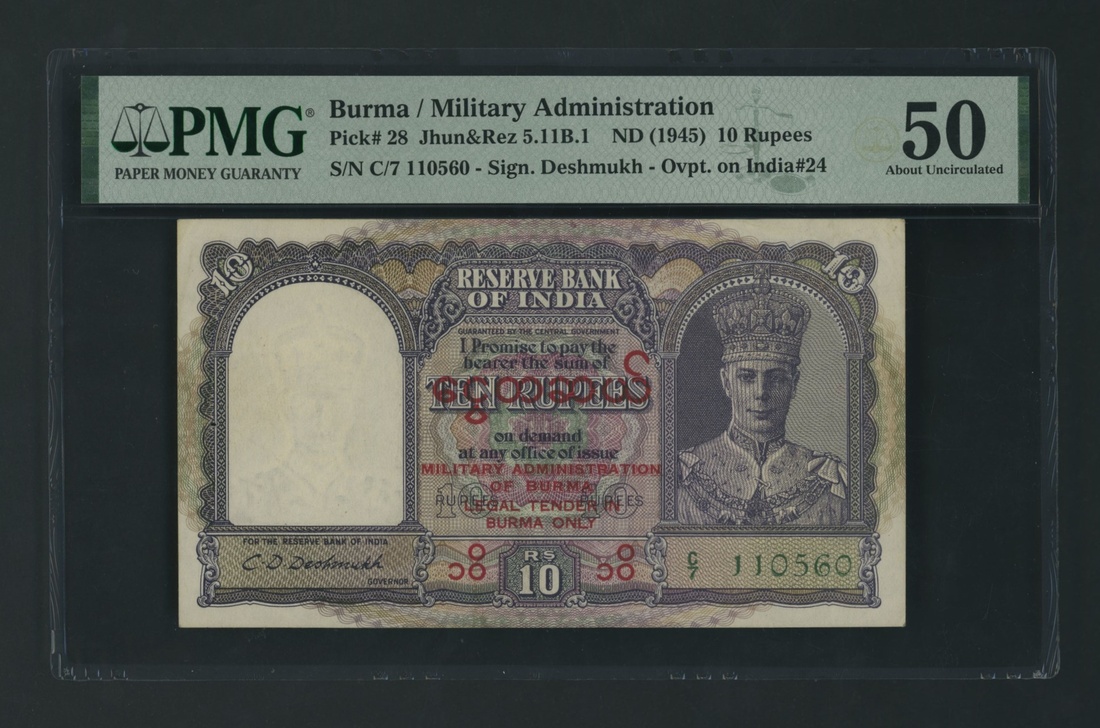 PMG®
PAPER MONEY GUARANTY
Burma / Military Administration
Pick# 28 Jhun&Rez 5.11B.1 ND (1945) 10 Rupees
S/N C/7 110560 - Sign. Deshmukh - Ovpt. on India#24
50
About Uncirculated
10
10
RESERVE BANK
OF INDIA
GUARANTEED BY THE CENTRAL GOVERNMENT
I Promise to pay the
bearer the sum of
TEN RUPEES
on demand
at any office of issue
MILITARY ADMINISTRATION
OF BURMA
10 RUPEES RUPEES 10
LEGAL TENDER IN
BURMA ONLY
FOR THE RESERVE BANK OF INDIA
C. D. Deshmukh
GOVERNOR
RS
10
C/7 110560